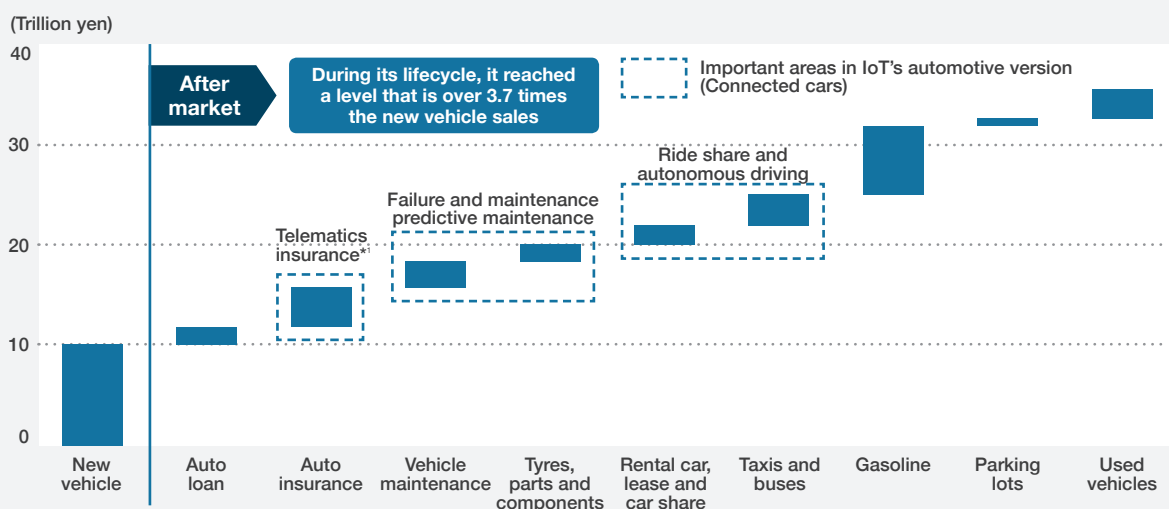 (Trillion yen)
40
30
20
10
0
After
market
During its lifecycle, it reached
a level that is over 3.7 times
the new vehicle sales
Important areas in IoT's automotive version
(Connected cars)
Telematics
insurance*¹
Failure and maintenance
predictive maintenance
Ride share and
autonomous driving
New
vehicle
Auto
loan
Auto
insurance
Vehicle
maintenance
Tyres,
parts and
components
Rental car,
lease and
car share
Taxis and
buses
Gasoline
Parking
lots
Used
vehicles